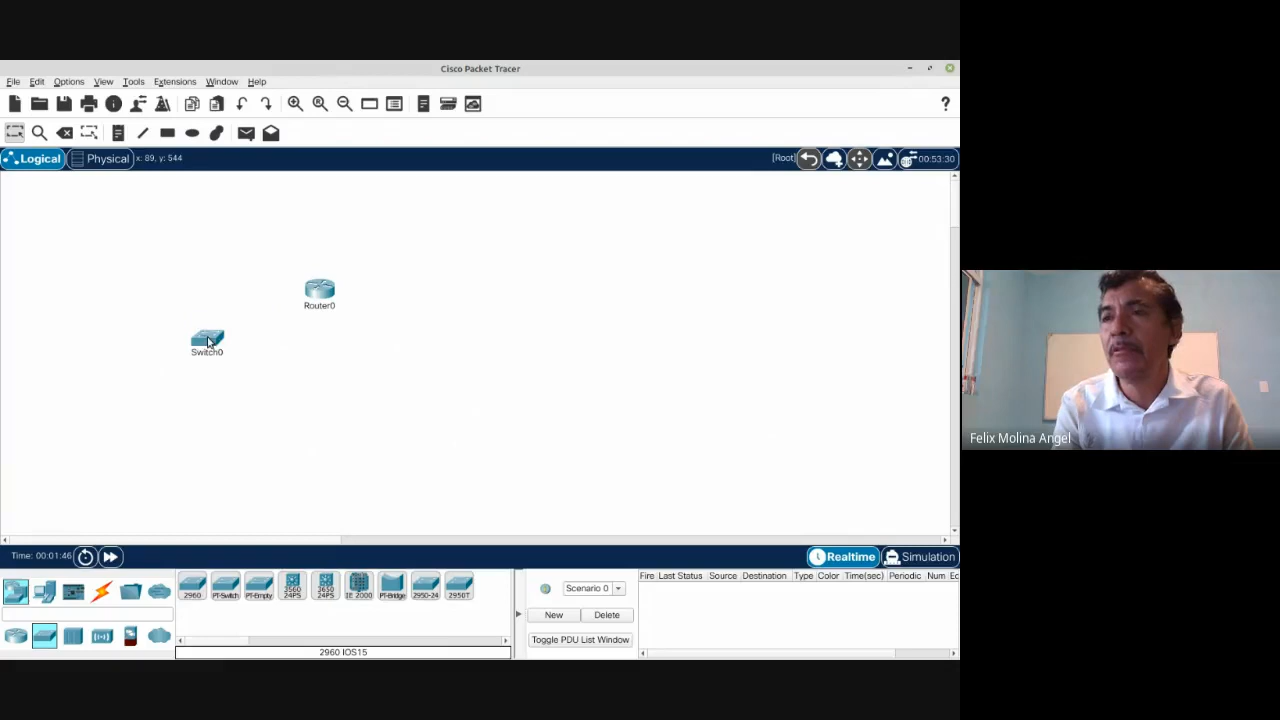 Cisco Packet Tracer
File Edit Options View Tools Extensions Window Help
?
Logical Physical x: 89, y: 544 [Root] 00:53:30
Router0
Switch0
Time: 00:01:46 Realtime Simulation
2960 PT-Switch PT-Empty 3560 24PS 3650 24PS IE 2000 PT-Bridge 2950-24 2950T
Scenario 0
New Delete
Toggle PDU List Window
2960 IOS15
Fire Last Status Source Destination Type Color Time(sec) Periodic Num
Felix Molina Angel